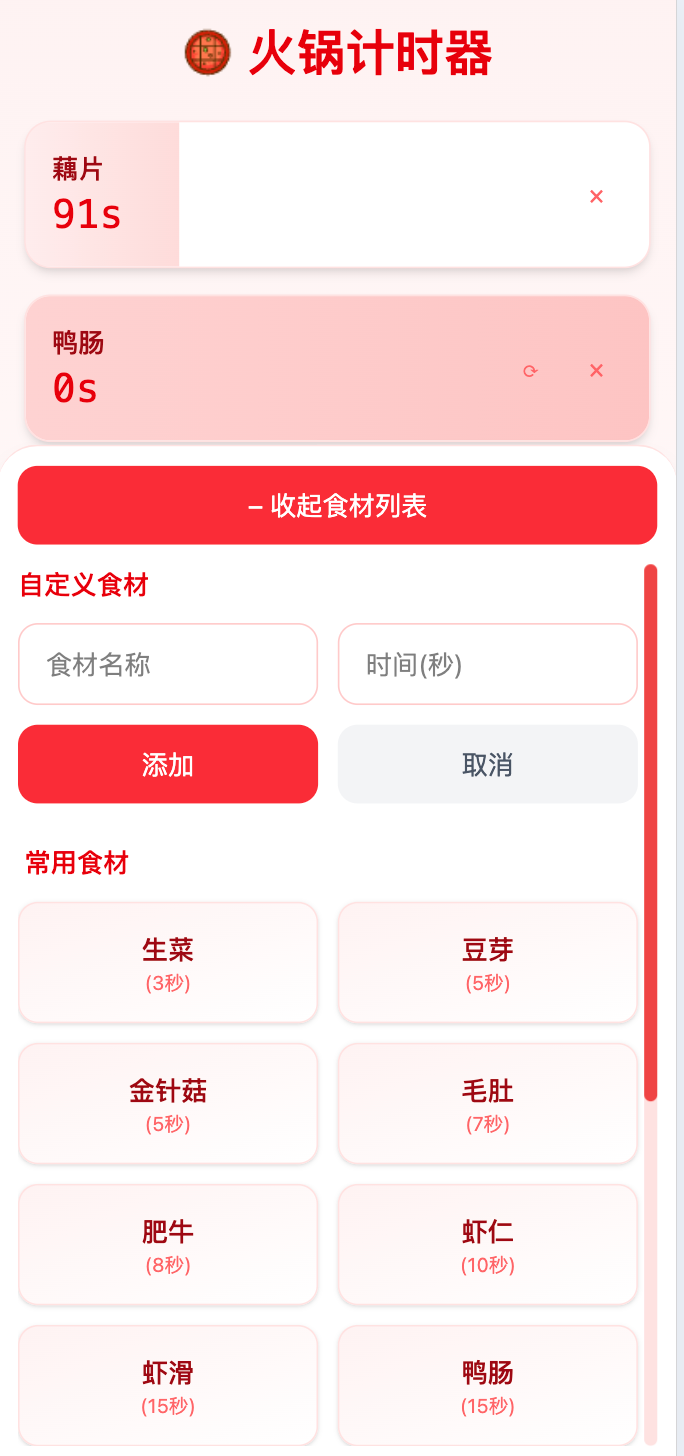 火锅计时器
藕片
91s
×
鸭肠
0s
⟳ ×
– 收起食材列表
自定义食材
食材名称 时间(秒)
添加 取消
常用食材
生菜 豆芽
(3秒) (5秒)
金针菇 毛肚
(5秒) (7秒)
肥牛 虾仁
(8秒) (10秒)
虾滑 鸭肠
(15秒) (15秒)